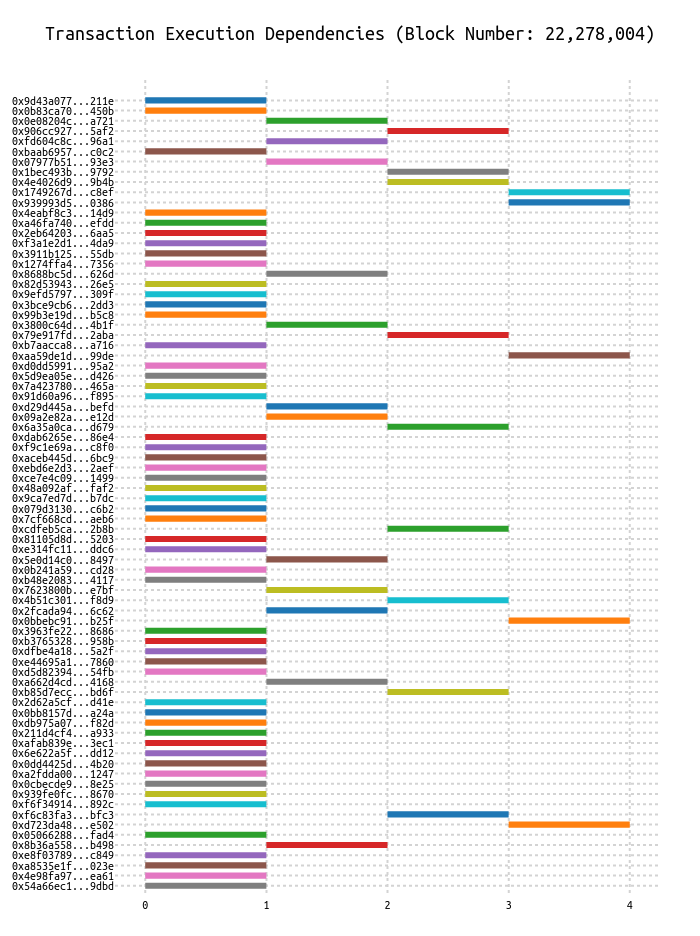 Transaction Execution Dependencies (Block Number: 22,278,004)
0x9d43a077...211e
0x0b83ca70...450b
0x0e08204c...a721
0x906cc927...5af2
0xfd604c8c...96a1
0xbaab6957...c0c2
0x07977b51...93e3
0x1bec493b...9792
0x4e4026d9...9b4b
0x1749267d...c8ef
0x939993d5...0386
0x4eabf8c3...14d9
0xa46fa740...efdd
0x2eb64203...6aa5
0xf3a1e2d1...4da9
0x3911b125...55db
0x1274ffa4...7356
0x8688bc5d...626d
0x82d53943...26e5
0x9efd5797...309f
0x3bce9cb6...2dd3
0x99b3e19d...b5c8
0x3800c64d...4b1f
0x79e917fd...2aba
0xb7aacca8...a716
0xaa59de1d...99de
0xd0dd5991...95a2
0x5d9ea05e...d426
0x7a423780...465a
0x91d60a96...f895
0xd29d445a...befd
0x09a2e82a...e12d
0x6a35a0ca...d679
0xdab6265e...86e4
0xf9c1e69a...c8f0
0xaceb445d...6bc9
0xebd6e2d3...2aef
0xce7e4c09...1499
0x48a092af...faf2
0x9ca7ed7d...b7dc
0x079d3130...c6b2
0x7cf668cd...aeb6
0xcdfeb5ca...2b8b
0x81105d8d...5203
0xe314fc11...ddc6
0x5e0d14c0...8497
0x0b241a59...cd28
0xb48e2083...4117
0x7623800b...e7bf
0x4b51c301...f8d9
0x2fcada94...6c62
0x0bbebc91...b25f
0x3963fe22...8686
0xb3765328...958b
0xdfbe4a18...5a2f
0xe44695a1...7860
0xd5d82394...54fb
0xa662d4cd...4168
0xb85d7ecc...bd6f
0x2d62a5cf...d41e
0x0bb8157d...a24a
0xdb975a07...f82d
0x211d4cf4...a933
0xafab839e...3ec1
0x6e622a5f...dd12
0x0dd4425c...4b20
0xa2fdda00...1247
0x0cbecde9...8e25
0x939fe0fc...8670
0xf6f34914...892c
0xf6c83fa3...bfc3
0xd723da48...e502
0x05066288...fad4
0x8b36a558...b498
0xe8f03789...c849
0xa8535e1f...023e
0x4e98fa97...ea61
0x54a66ec1...9dbd
0 1 2 3 4